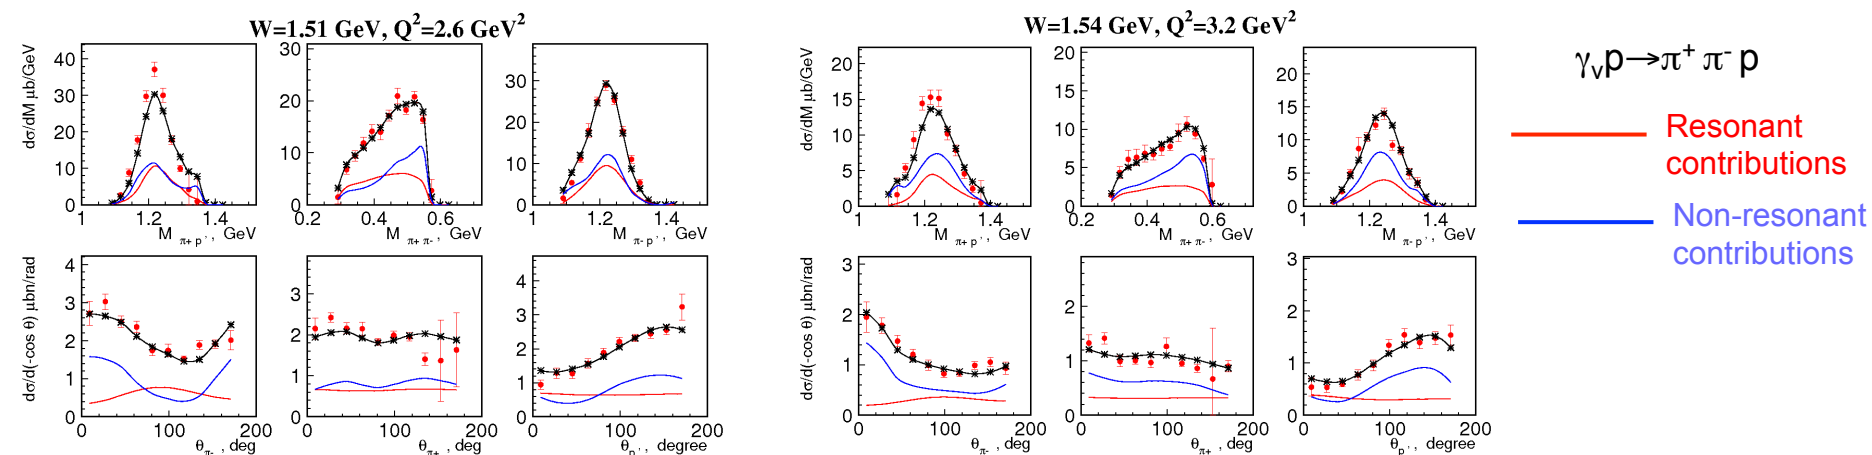 W=1.51 GeV, Q²=2.6 GeV²
dσ/dM μb/GeV
40
30
20
10
0
1 1.2 1.4
M π+ p', GeV
30
20
10
0
0.2 0.4 0.6
M π+ π-, GeV
30
20
10
0
1 1.2 1.4
M π- p', GeV
dσ/d(-cos θ) μbn/rad
4
3
2
1
0
0 100 200
θπ-, deg
3
2
1
0
0 100 200
θπ+, deg
4
3
2
1
0
0 100 200
θp', degree
W=1.54 GeV, Q²=3.2 GeV²
dσ/dM μb/GeV
20
15
10
5
0
1 1.2 1.4
M π+ p', GeV
20
15
10
5
0
0.2 0.4 0.6
M π+ π-, GeV
20
15
10
5
0
1 1.2 1.4
M π- p', GeV
dσ/d(-cos θ) μbn/rad
3
2
1
0
0 100 200
θπ-, deg
2
1
0
0 100 200
θπ+, deg
3
2
1
0
0 100 200
θp', degree
γvp→π+ π- p
Resonant
contributions
Non-resonant
contributions